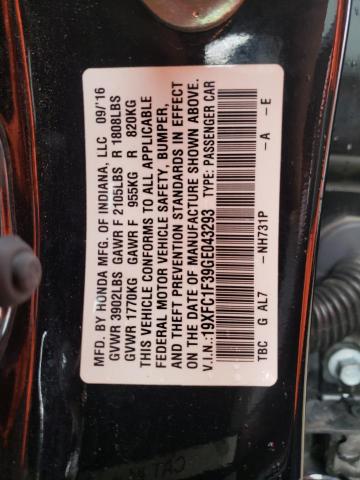 MFD. BY HONDA MFG. OF INDIANA, LLC 09/'16
GVWR 3902LBS GAWR F 2105LBS R 1808LBS
GVWR 1770KG GAWR F 955KG R 820KG
THIS VEHICLE CONFORMS TO ALL APPLICABLE
FEDERAL MOTOR VEHICLE SAFETY, BUMPER,
AND THEFT PREVENTION STANDARDS IN EFFECT
ON THE DATE OF MANUFACTURE SHOWN ABOVE.
V.I.N.:19XFC1F39GE043293 TYPE: PASSENGER CAR
TBC G AL7 -NH731P -A -E